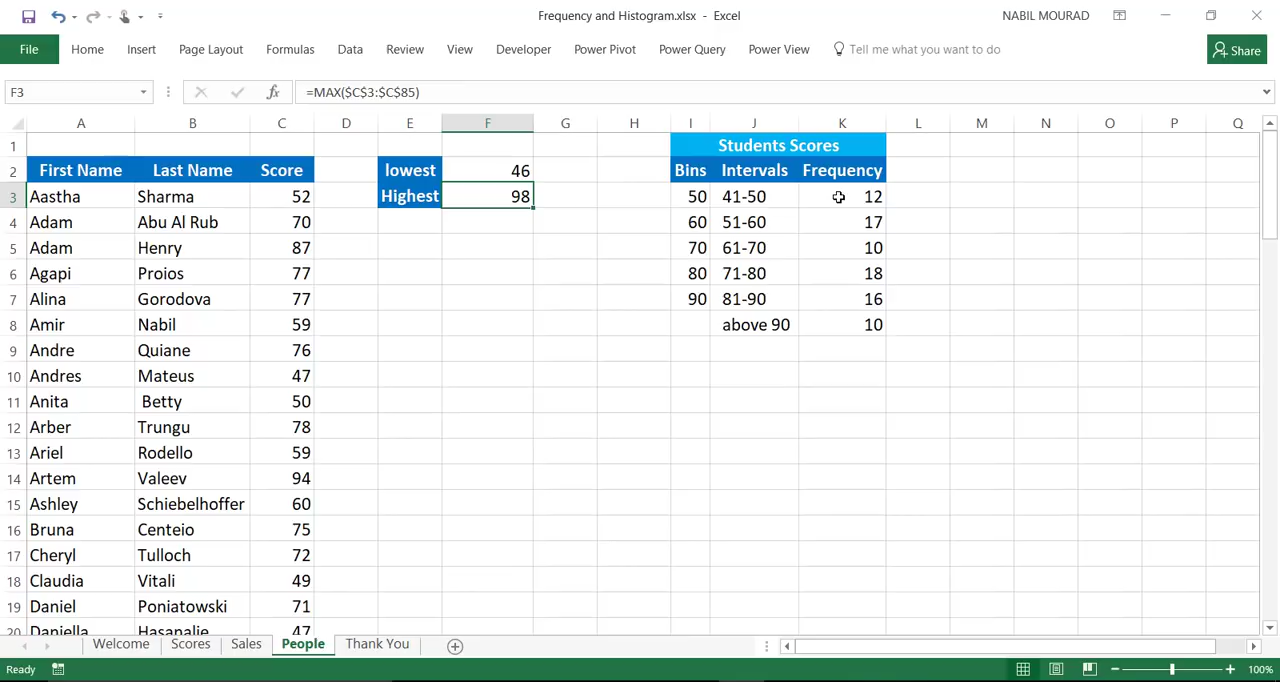 Frequency and Histogram.xlsx - Excel
NABIL MOURAD
File Home Insert Page Layout Formulas Data Review View Developer Power Pivot Power Query Power View Tell me what you want to do Share
F3 fx =MAX($C$3:$C$85)
A B C D E F G H I J K L M N O P Q
1 Students Scores
2 First Name Last Name Score lowest 46 Bins Intervals Frequency
3 Aastha Sharma 52 Highest 98 50 41-50 12
4 Adam Abu Al Rub 70 60 51-60 17
5 Adam Henry 87 70 61-70 10
6 Agapi Proios 77 80 71-80 18
7 Alina Gorodova 77 90 81-90 16
8 Amir Nabil 59 above 90 10
9 Andre Quiane 76
10 Andres Mateus 47
11 Anita Betty 50
12 Arber Trungu 78
13 Ariel Rodello 59
14 Artem Valeev 94
15 Ashley Schiebelhoffer 60
16 Bruna Centeio 75
17 Cheryl Tulloch 72
18 Claudia Vitali 49
19 Daniel Poniatowski 71
20 Daniella Hasanalie 47
Welcome Scores Sales People Thank You
Ready 100%